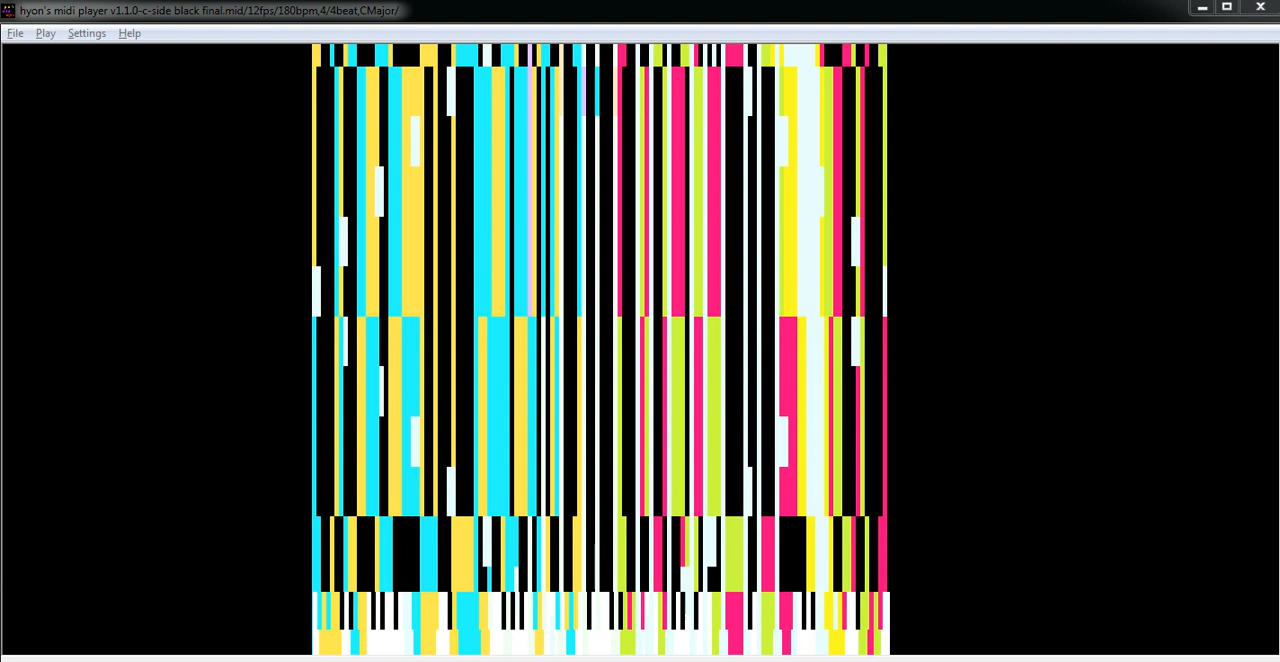 hyon's midi player v1.1.0-c-side black final.mid/12fps/180bpm,4/4beat,CMajor/
File Play Settings Help